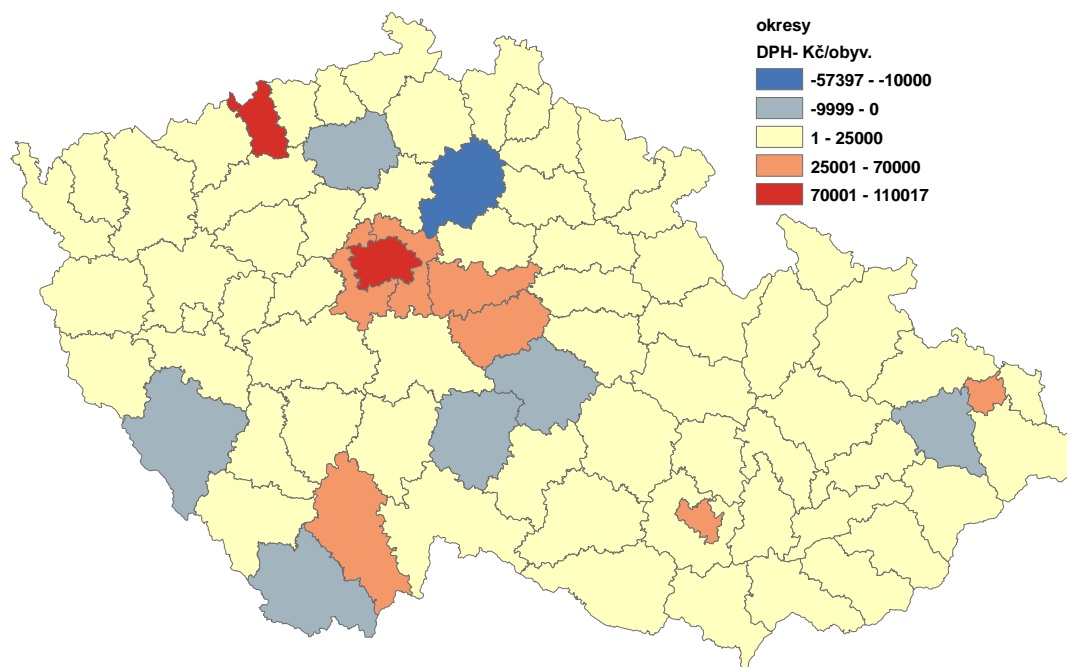 okresy
DPH- Kč/obyv.
-57397 - -10000
-9999 - 0
1 - 25000
25001 - 70000
70001 - 110017